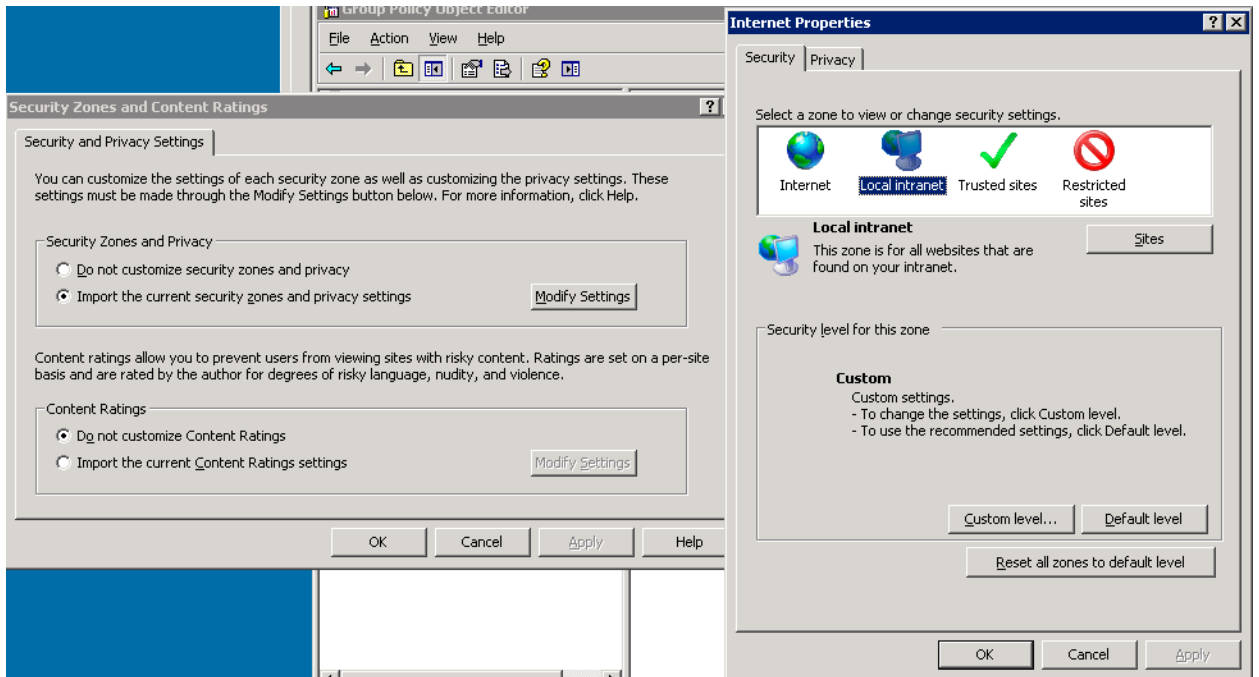 Group Policy Object Editor
File Action View Help
Security Zones and Content Ratings
Security and Privacy Settings
You can customize the settings of each security zone as well as customizing the privacy settings. These
settings must be made through the Modify Settings button below. For more information, click Help.
Security Zones and Privacy
Do not customize security zones and privacy
Import the current security zones and privacy settings
Modify Settings
Content ratings allow you to prevent users from viewing sites with risky content. Ratings are set on a per-site
basis and are rated by the author for degrees of risky language, nudity, and violence.
Content Ratings
Do not customize Content Ratings
Import the current Content Ratings settings
Modify Settings
OK Cancel Apply Help
Internet Properties
Security Privacy
Select a zone to view or change security settings.
Internet Local intranet Trusted sites Restricted
sites
Local intranet
Sites
This zone is for all websites that are
found on your intranet.
Security level for this zone
Custom
Custom settings.
- To change the settings, click Custom level.
- To use the recommended settings, click Default level.
Custom level... Default level
Reset all zones to default level
OK Cancel Apply